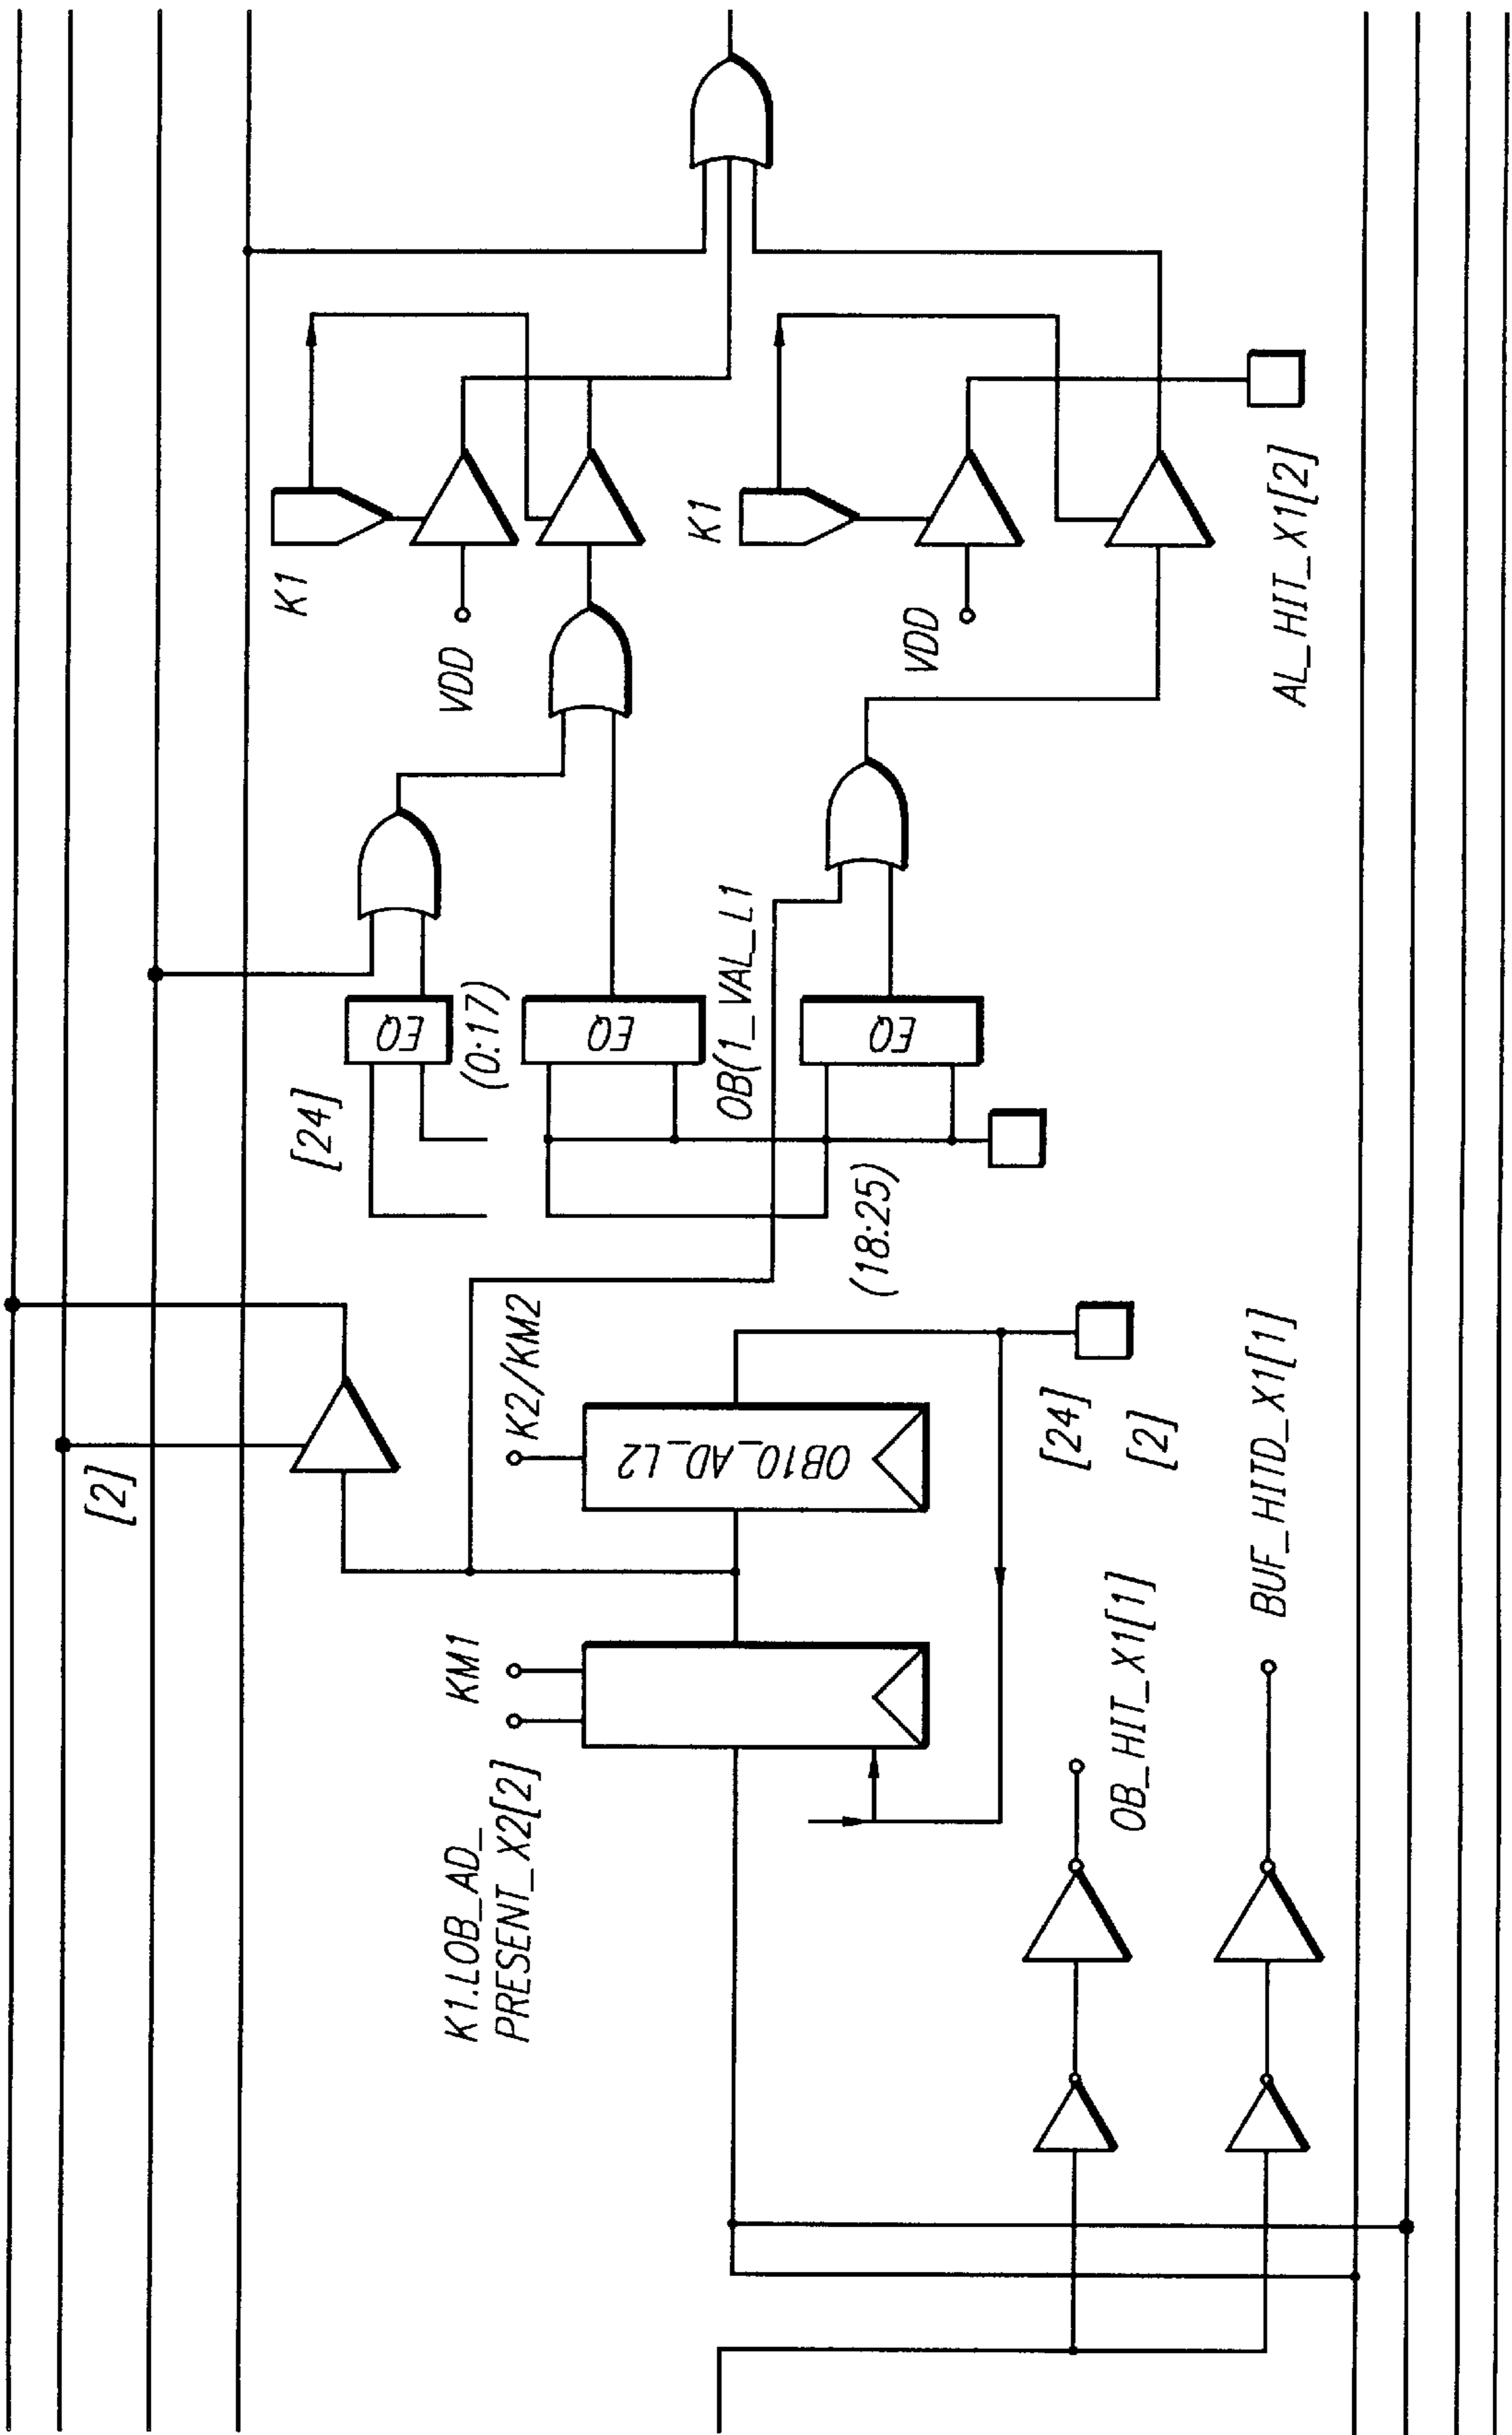 [2]
K1
VDD
[24]
EQ
(0:17)
EQ
K2/KM2
OB10_AD_L2
KM1
K1.LOB_AD_
PRESENT_X2[2]
K1
OB(1_VAL_L1
EQ
VDD
(18:25)
[24]
[2]
OB_HIT_X1[1]
AL_HIT_X1[2]
BUF_HITD_X1[1]